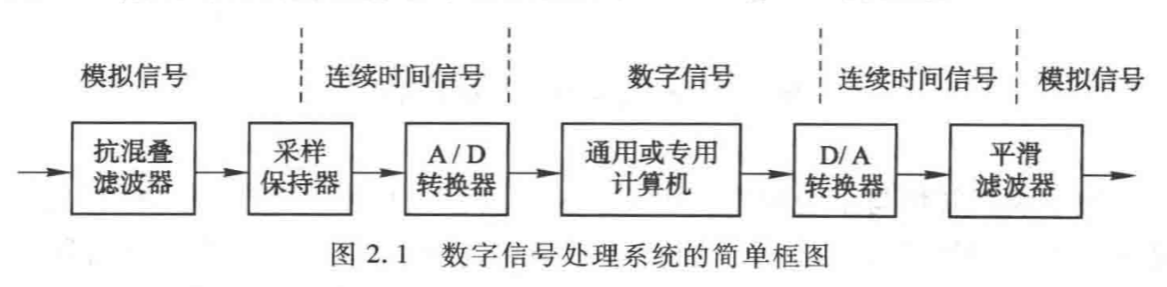 模拟信号 连续时间信号 数字信号 连续时间信号 模拟信号
抗混叠
滤波器
采样
保持器
A/D
转换器
通用或专用
计算机
D/A
转换器
平滑
滤波器
图 2.1 数字信号处理系统的简单框图